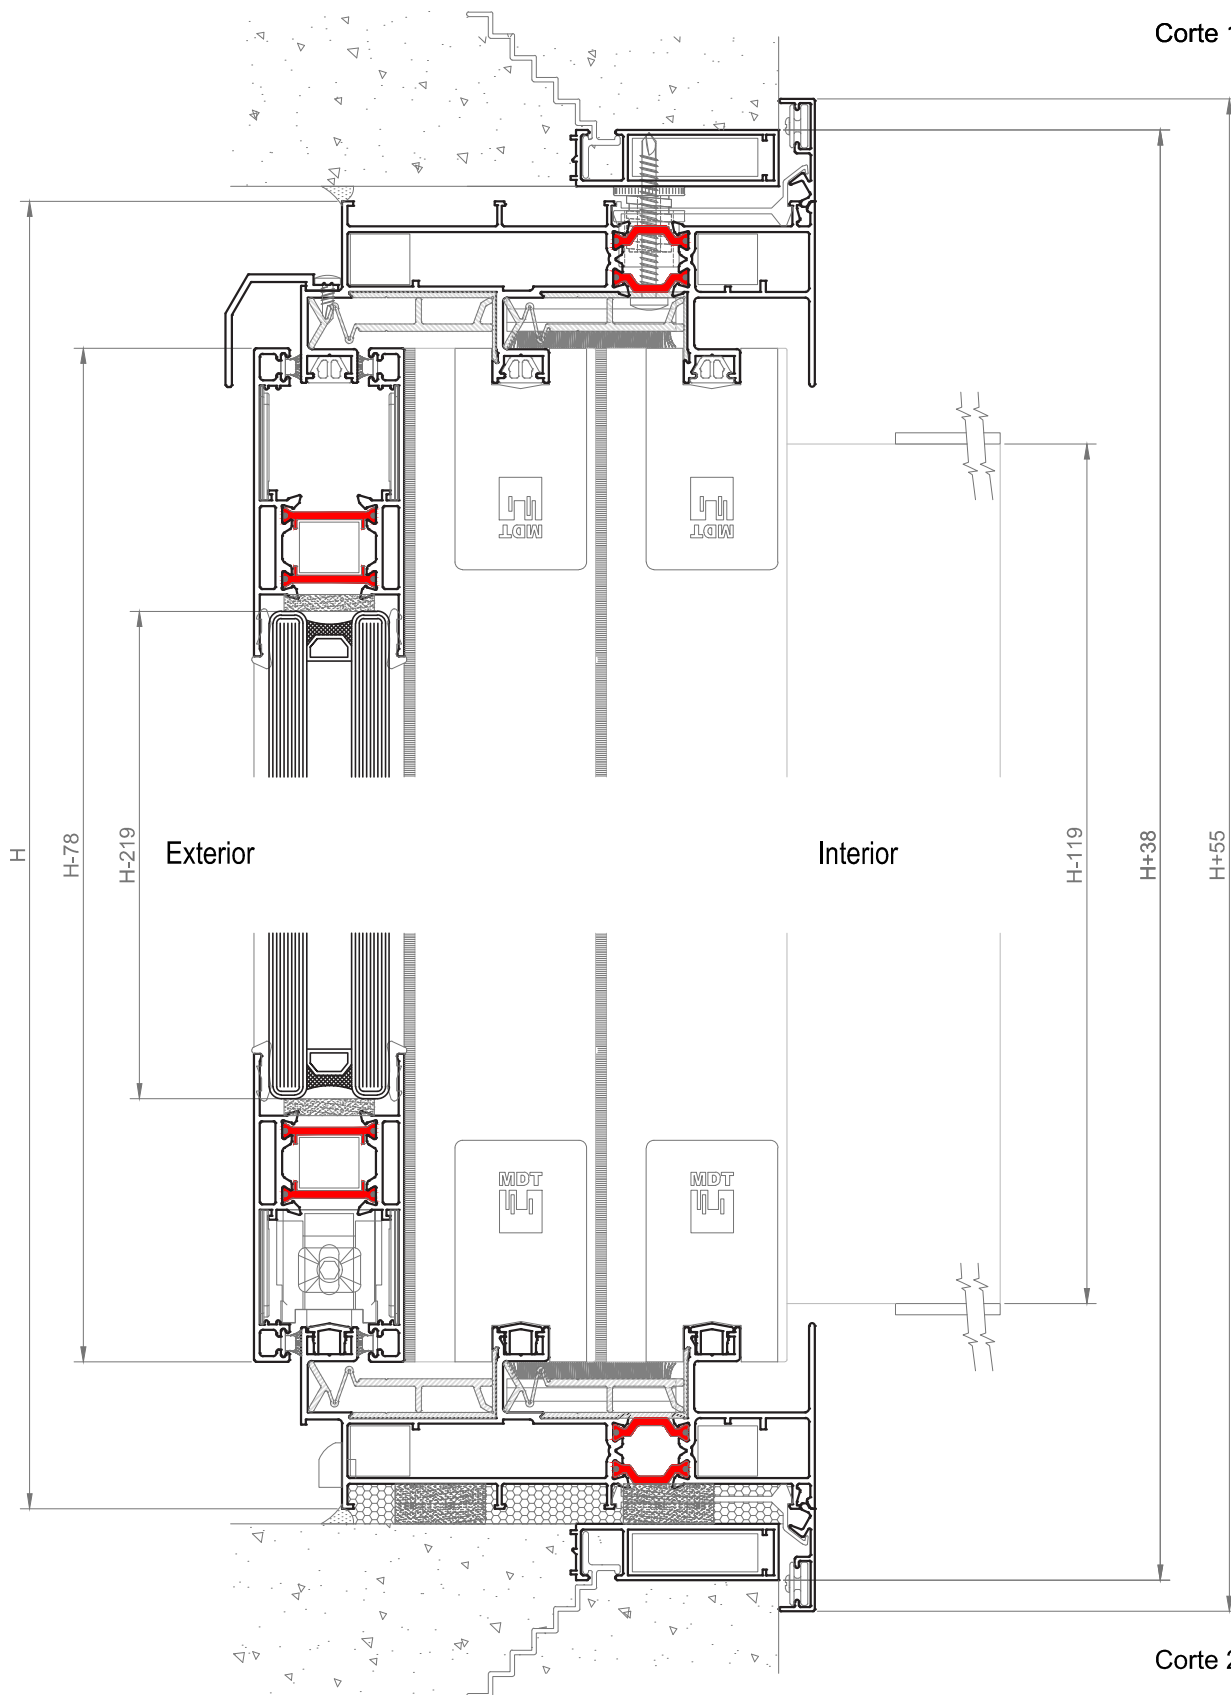 Corte 1
MDT
MDT
H
H-78
H-219
Exterior
Interior
H-119
H+38
H+55
MDT
MDT
Corte 2